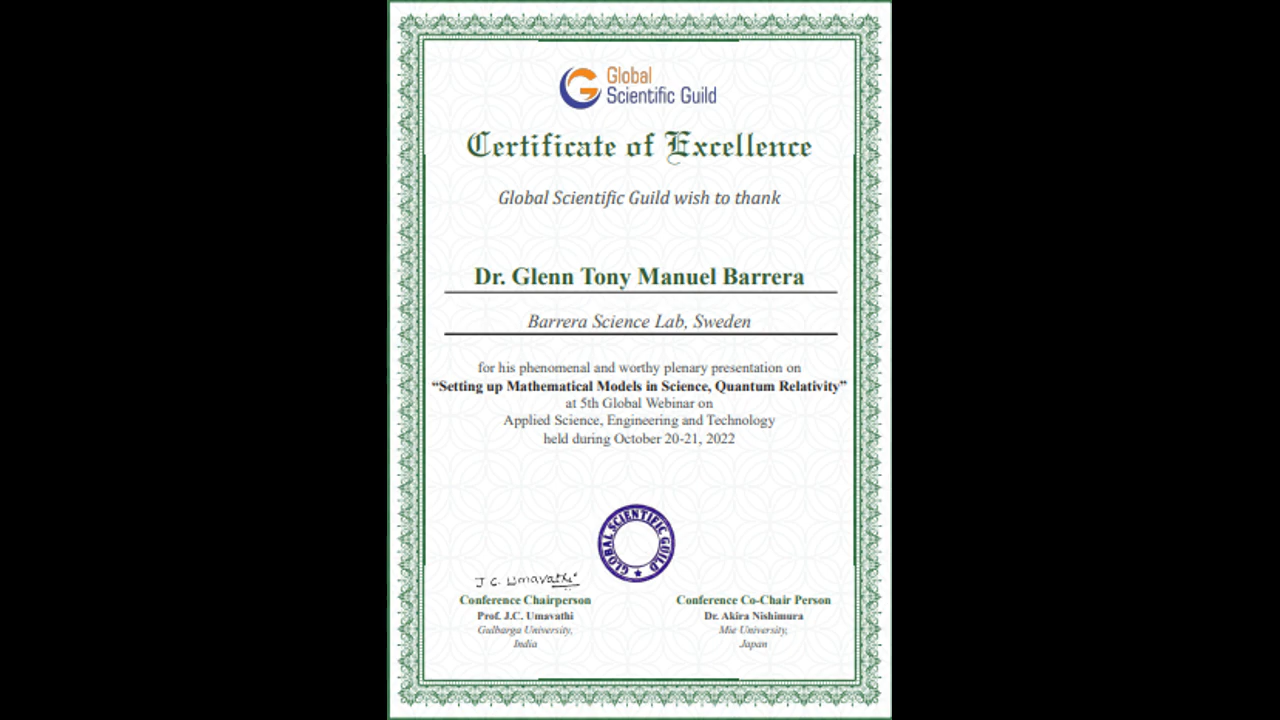 Global
Scientific Guild
Certificate of Excellence
Global Scientific Guild wish to thank
Dr. Glenn Tony Manuel Barrera
Barrera Science Lab, Sweden
for his phenomenal and worthy plenary presentation on
“Setting up Mathematical Models in Science, Quantum Relativity”
at 5th Global Webinar on
Applied Science, Engineering and Technology
held during October 20-21, 2022
GLOBAL SCIENTIFIC GUILD
J.C. Umavathi
Conference Chairperson
Prof. J.C. Umavathi
Gulbarga University,
India
Conference Co-Chair Person
Dr. Akira Nishimura
Mie University,
Japan